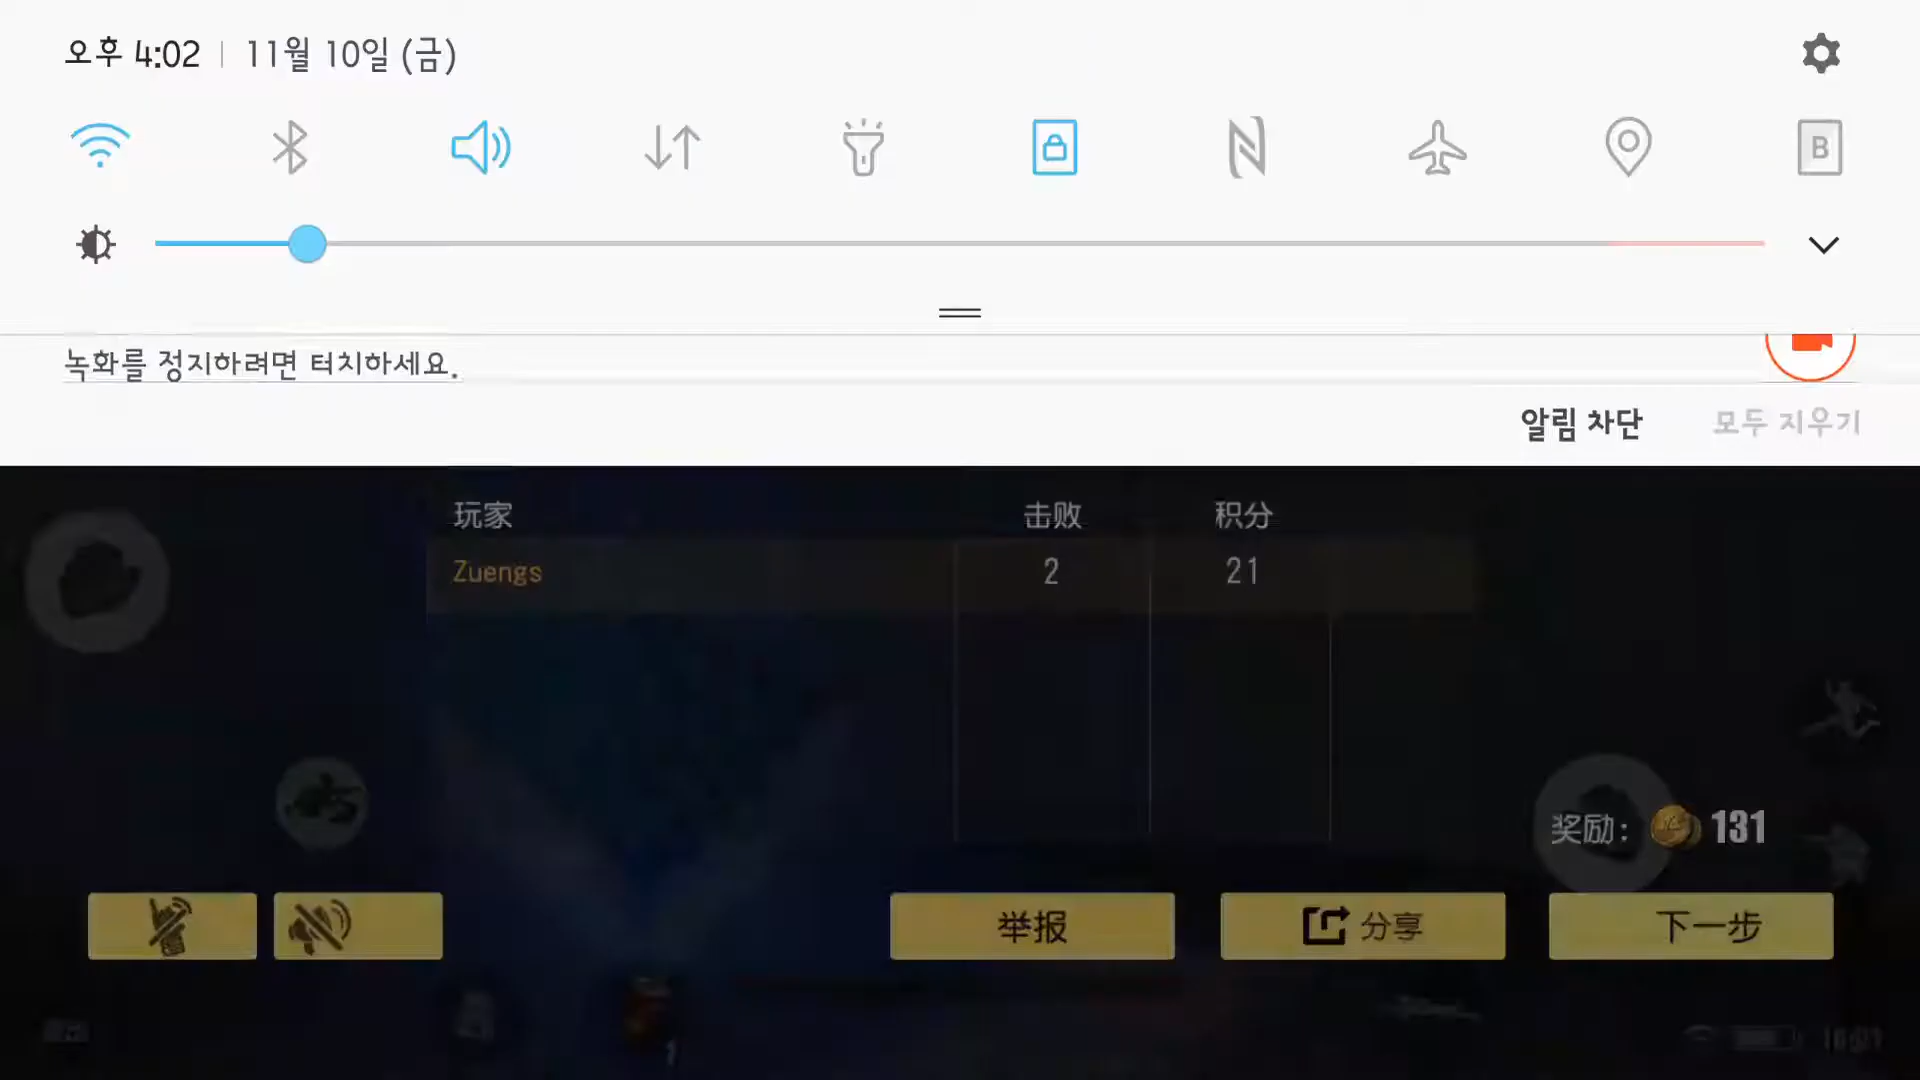 오후 4:02 | 11월 10일 (금)
B
녹화를 정지하려면 터치하세요.
알림 차단 모두 지우기
玩家 击败 积分
Zuengs 2 21
奖励: 131
举报 分享 下一步
1